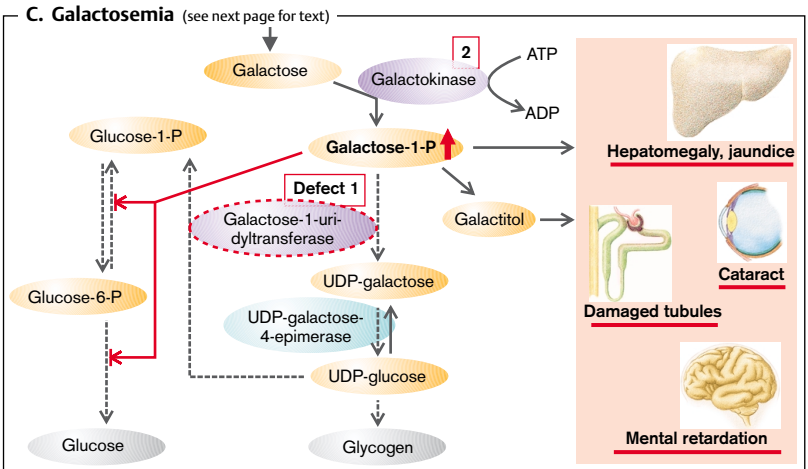 C. Galactosemia (see next page for text)
2
ATP
Galactose
Galactokinase
ADP
Glucose-1-P
Galactose-1-P
Hepatomegaly, jaundice
Defect 1
Galactose-1-uri-
dyltransferase
Galactitol
UDP-galactose
Cataract
Glucose-6-P
Damaged tubules
UDP-galactose-
4-epimerase
UDP-glucose
Mental retardation
Glucose
Glycogen